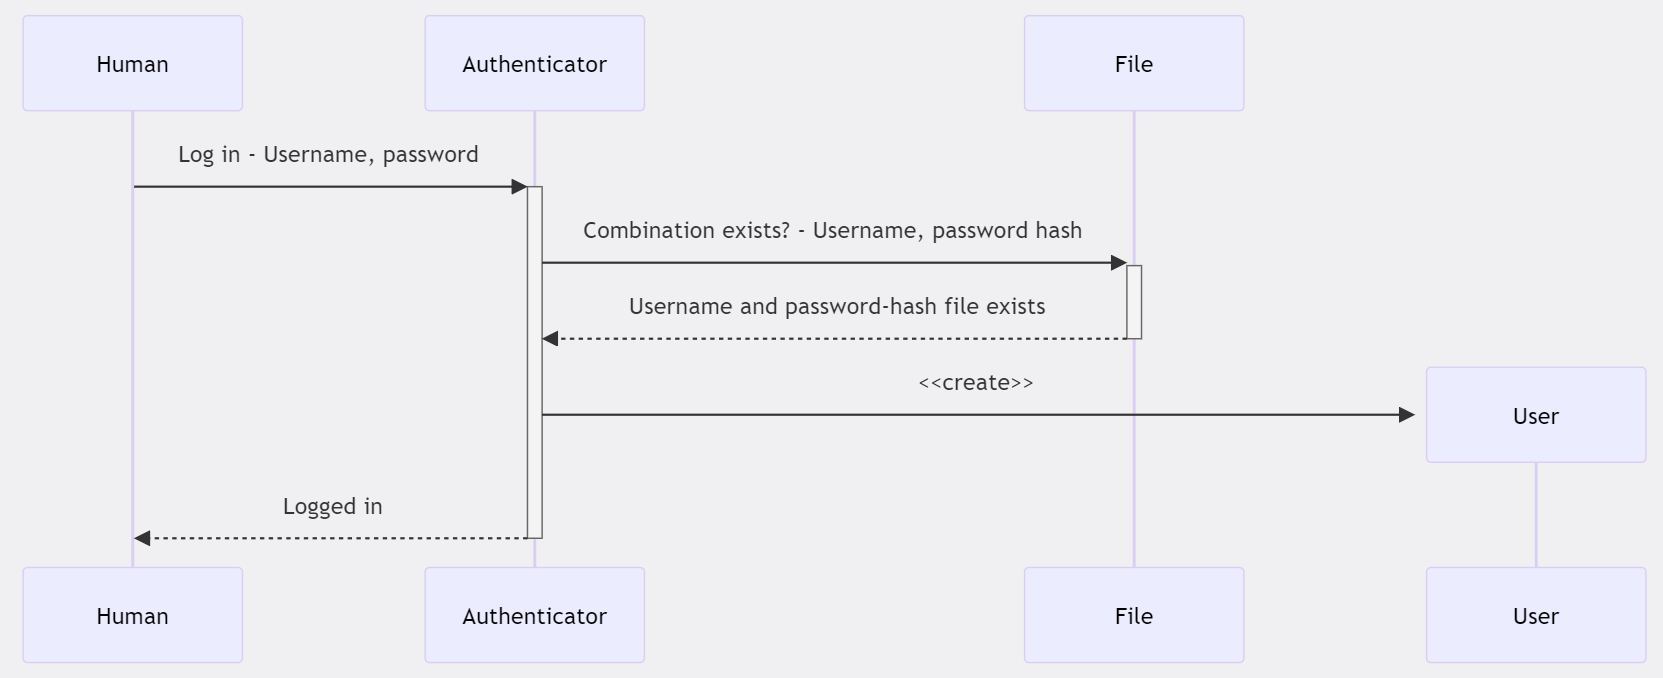 Human
Authenticator
File
Log in - Username, password
Combination exists? - Username, password hash
Username and password-hash file exists
<<create>>
User
Logged in
Human
Authenticator
File
User